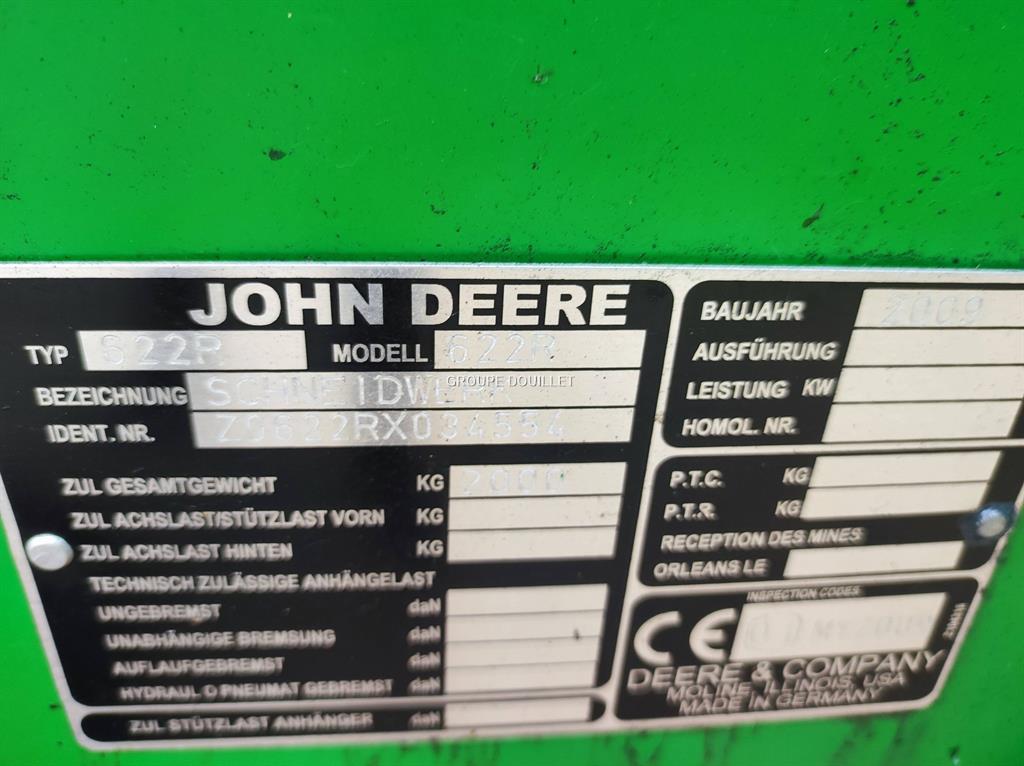 JOHN DEERE
TYP 622R MODELL 622R
BEZEICHNUNG SCHNEIDWERK
GROUPE DOUILLET
IDENT. NR. Z09622RX034554
ZUL GESAMTGEWICHT KG 2000
ZUL ACHSLAST/STÜTZLAST VORN KG
ZUL ACHSLAST HINTEN KG
TECHNISCH ZULÄSSIGE ANHÄNGELAST
UNGEBREMST daN
UNABHÄNGIGE BREMSUNG daN
AUFLAUFGEBREMST daN
HYDRAUL O PNEUMAT GEBREMST daN
ZUL STÜTZLAST ANHÄNGER daN
BAUJAHR 2009
AUSFÜHRUNG
LEISTUNG KW
HOMOL. NR.
P.T.C. KG
P.T.R. KG
RECEPTION DES MINES
ORLEANS LE
INSPECTION CODES
CE
DEERE & COMPANY
MOLINE, ILLINOIS, USA
MADE IN GERMANY